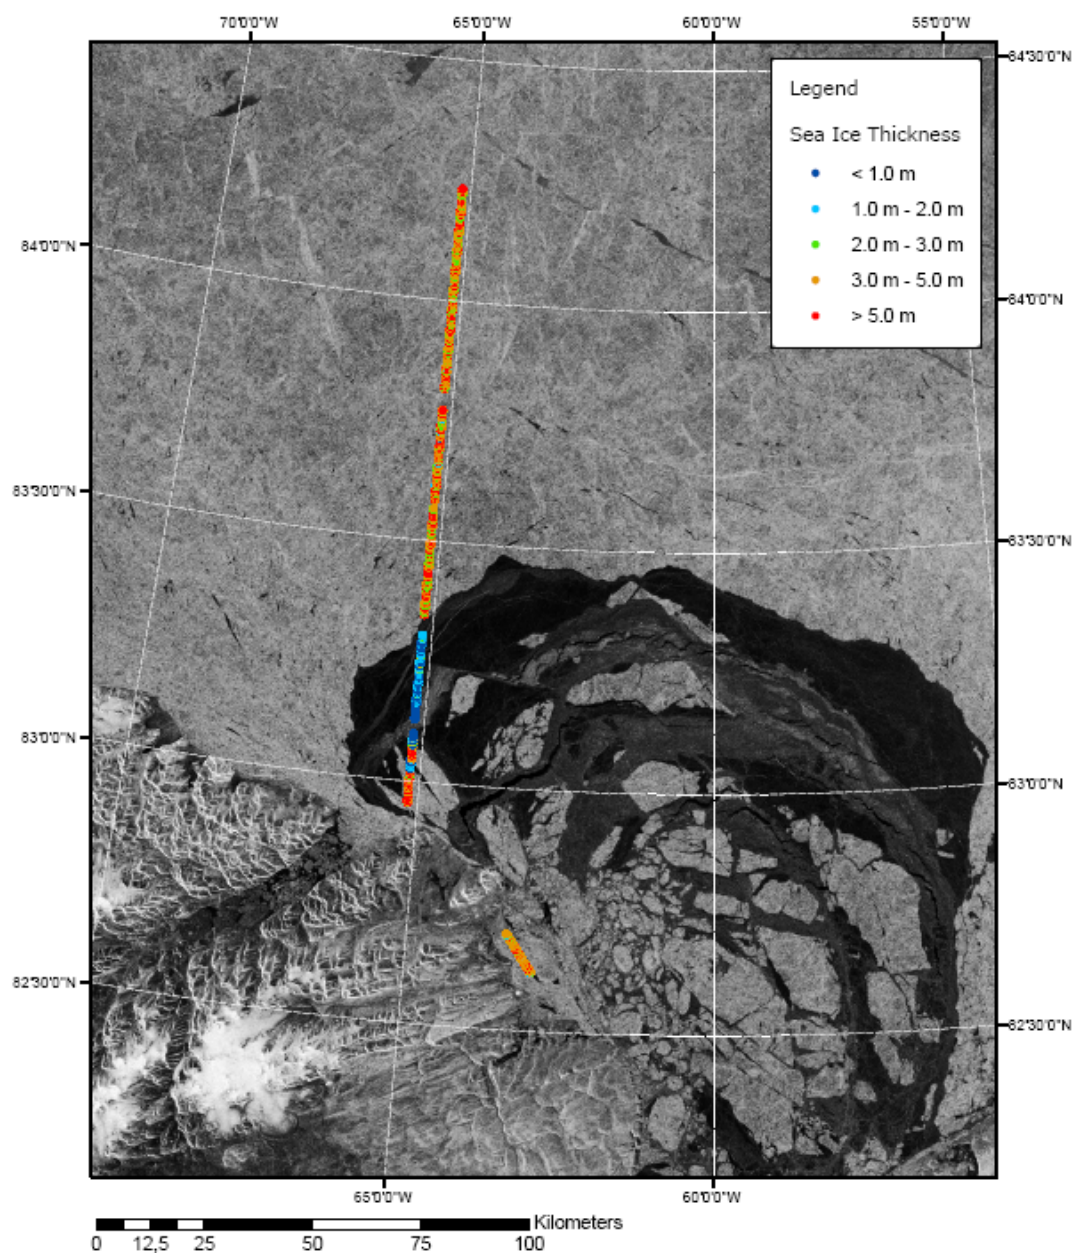 70°0'0"W 65°0'0"W 60°0'0"W 55°0'0"W
84°30'0"N
Legend
Sea Ice Thickness
< 1.0 m
1.0 m - 2.0 m
2.0 m - 3.0 m
3.0 m - 5.0 m
> 5.0 m
84°0'0"N
84°0'0"N
83°30'0"N
83°30'0"N
83°0'0"N
83°0'0"N
82°30'0"N
82°30'0"N
65°0'0"W 60°0'0"W
Kilometers
0 12,5 25 50 75 100